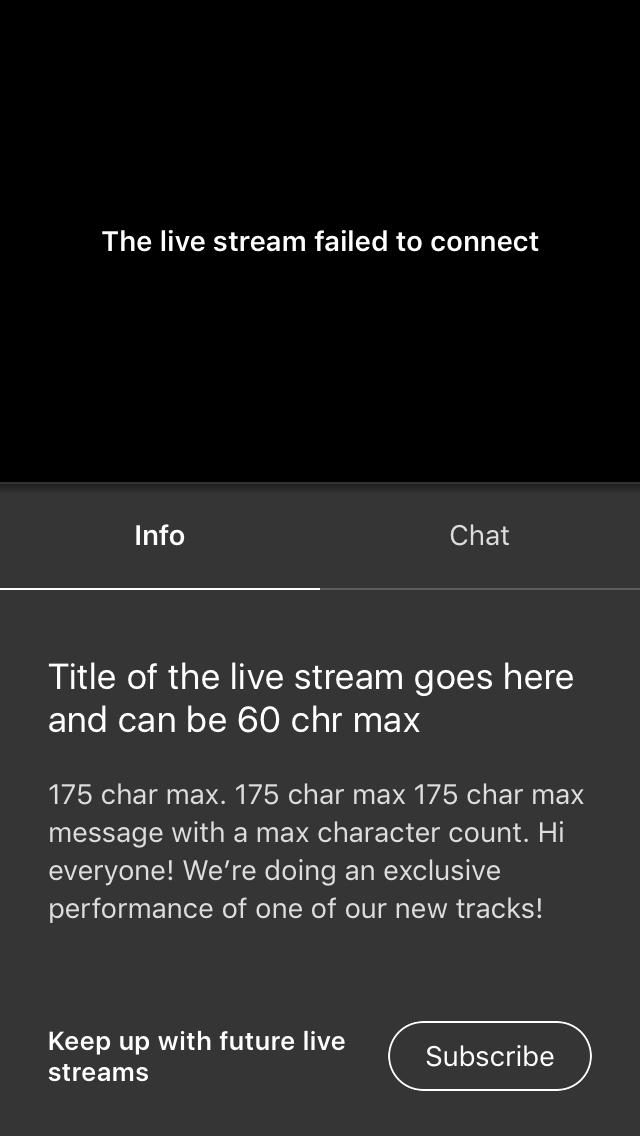 The live stream failed to connect
Info
Chat
Title of the live stream goes here
and can be 60 chr max
175 char max. 175 char max 175 char max
message with a max character count. Hi
everyone! We’re doing an exclusive
performance of one of our new tracks!
Keep up with future live
streams
Subscribe